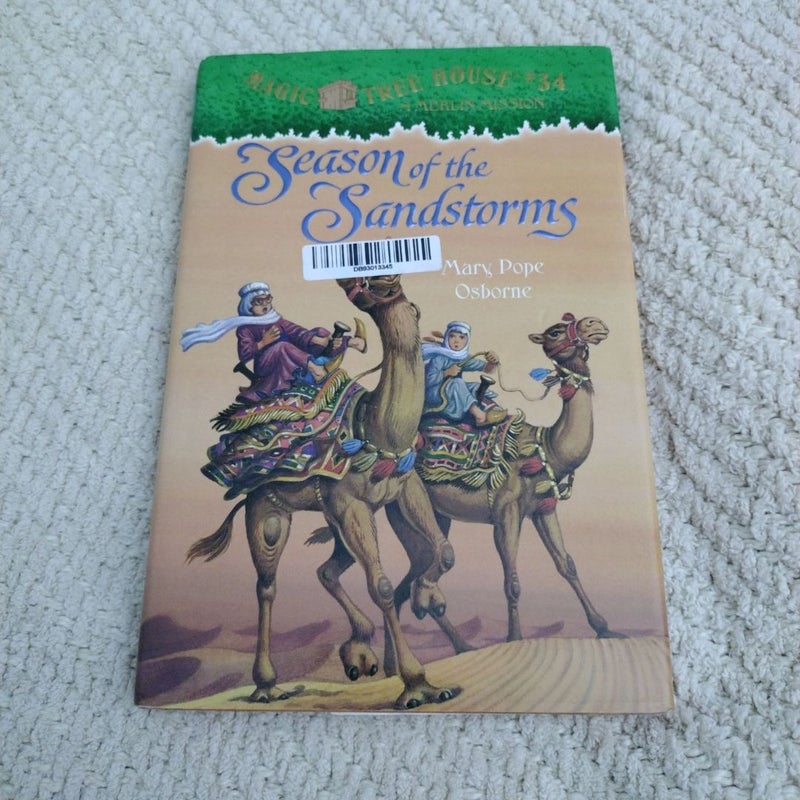 MAGIC TREE HOUSE® #34
A MERLIN MISSION
Season of the
Sandstorms
DB93013345
Mary Pope
Osborne